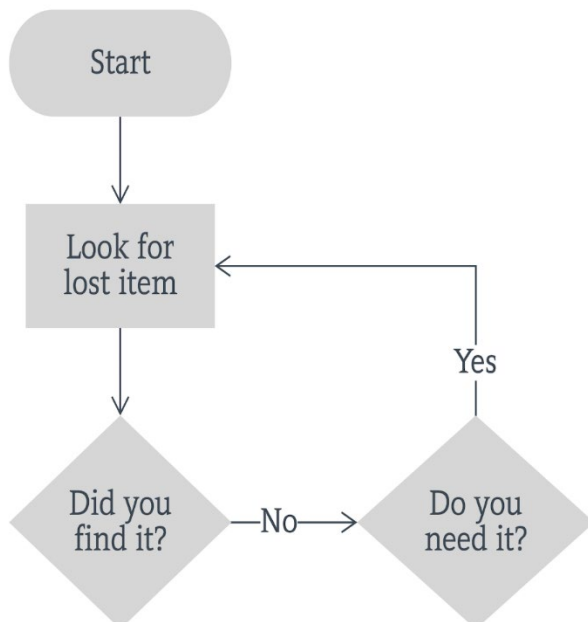 Start
Look for
lost item
Yes
Did you
find it?
No
Do you
need it?